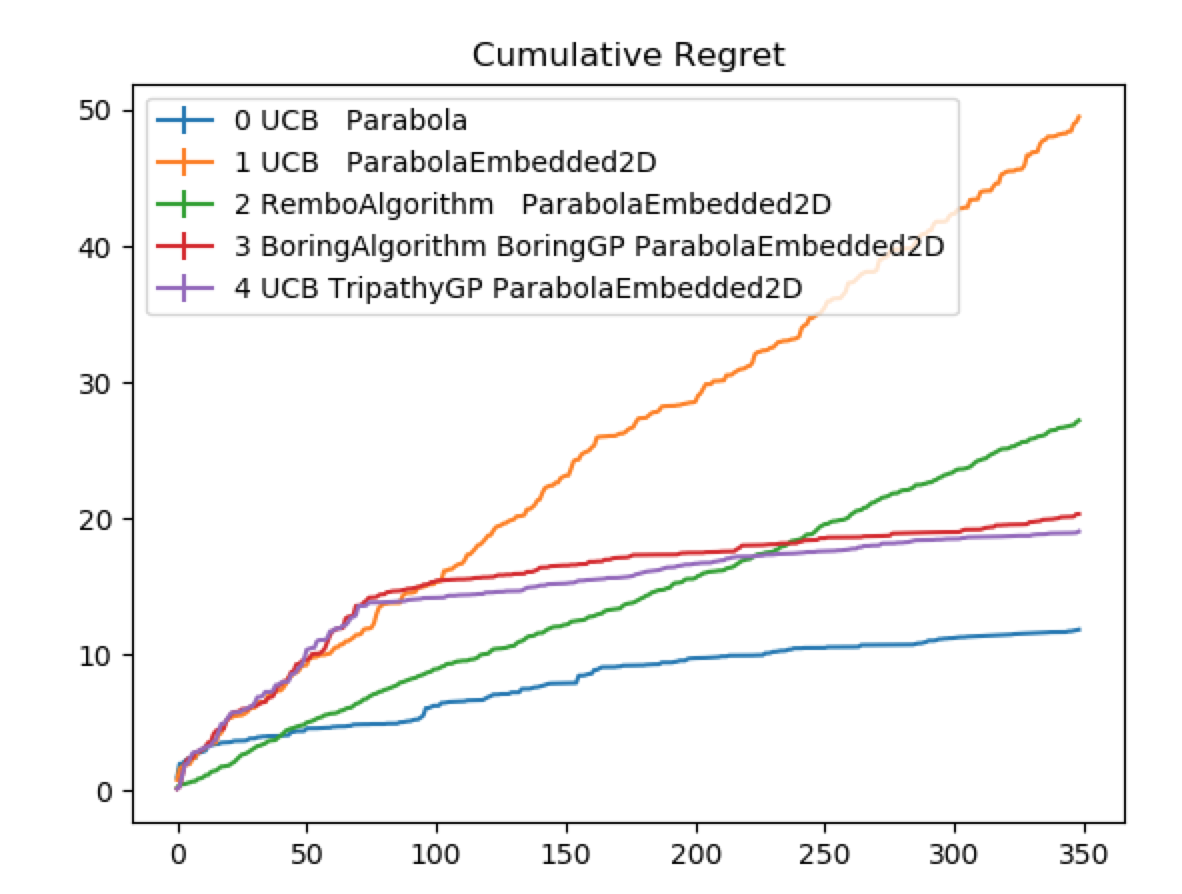 Cumulative Regret
50
40
30
20
10
0
0 UCB   Parabola
1 UCB   ParabolaEmbedded2D
2 RemboAlgorithm   ParabolaEmbedded2D
3 BoringAlgorithm BoringGP ParabolaEmbedded2D
4 UCB TripathyGP ParabolaEmbedded2D
0 50 100 150 200 250 300 350